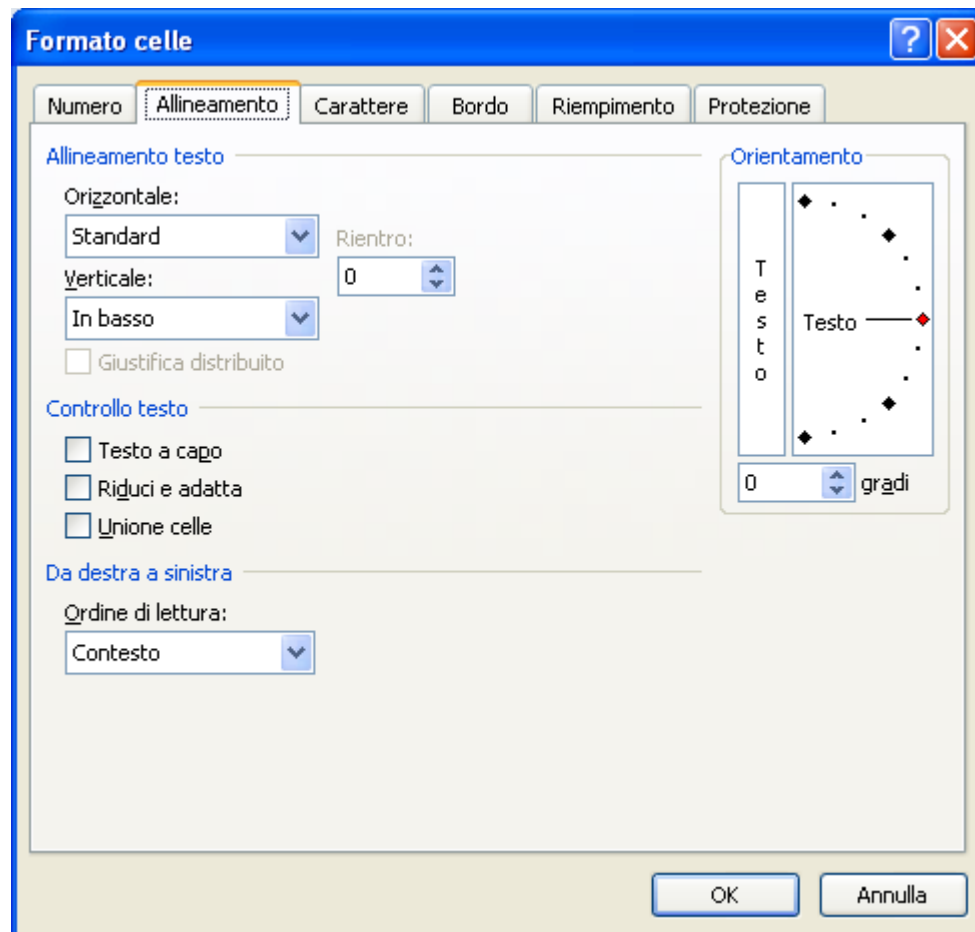 Formato celle
Numero Allineamento Carattere Bordo Riempimento Protezione
Allineamento testo
Orizzontale:
Standard
Rientro:
0
Verticale:
In basso
Giustifica distribuito
Controllo testo
Testo a capo
Riduci e adatta
Unione celle
Da destra a sinistra
Ordine di lettura:
Contesto
Orientamento
Testo
Testo
0 gradi
OK Annulla